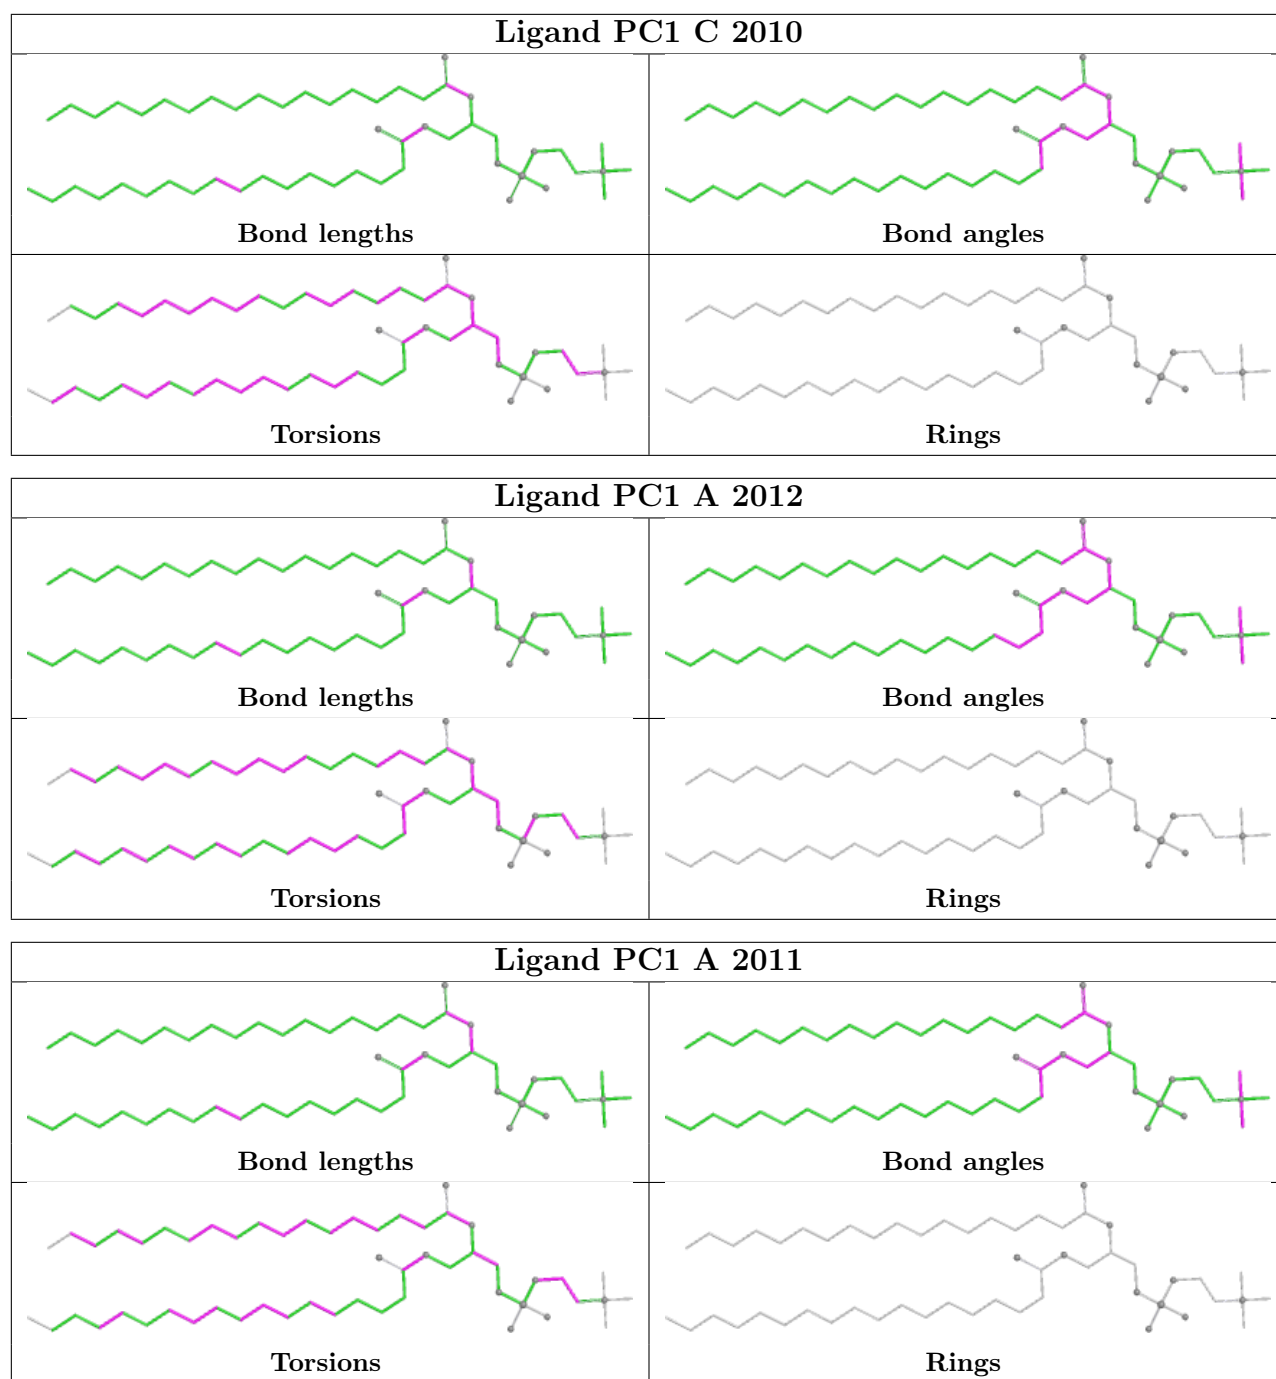 Ligand PC1 C 2010
Bond lengths
Bond angles
Torsions
Rings
Ligand PC1 A 2012
Bond lengths
Bond angles
Torsions
Rings
Ligand PC1 A 2011
Bond lengths
Bond angles
Torsions
Rings